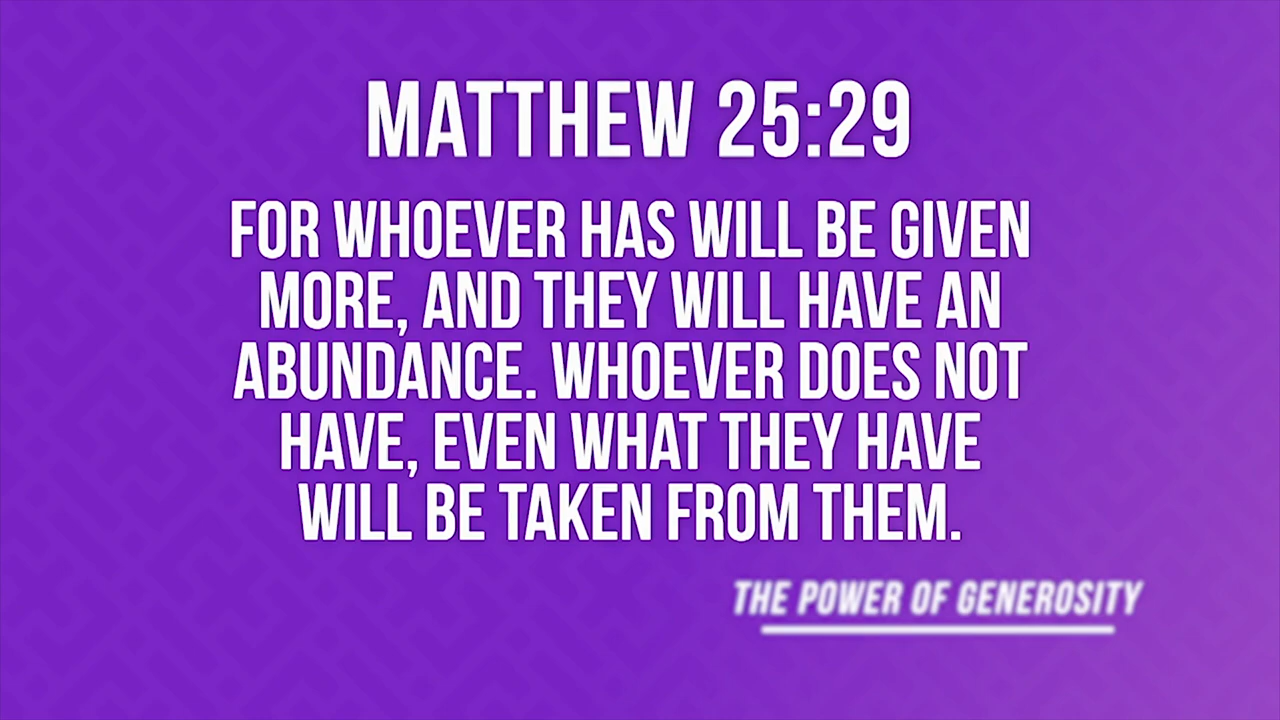 MATTHEW 25:29
FOR WHOEVER HAS WILL BE GIVEN
MORE, AND THEY WILL HAVE AN
ABUNDANCE. WHOEVER DOES NOT
HAVE, EVEN WHAT THEY HAVE
WILL BE TAKEN FROM THEM.
THE POWER OF GENEROSITY